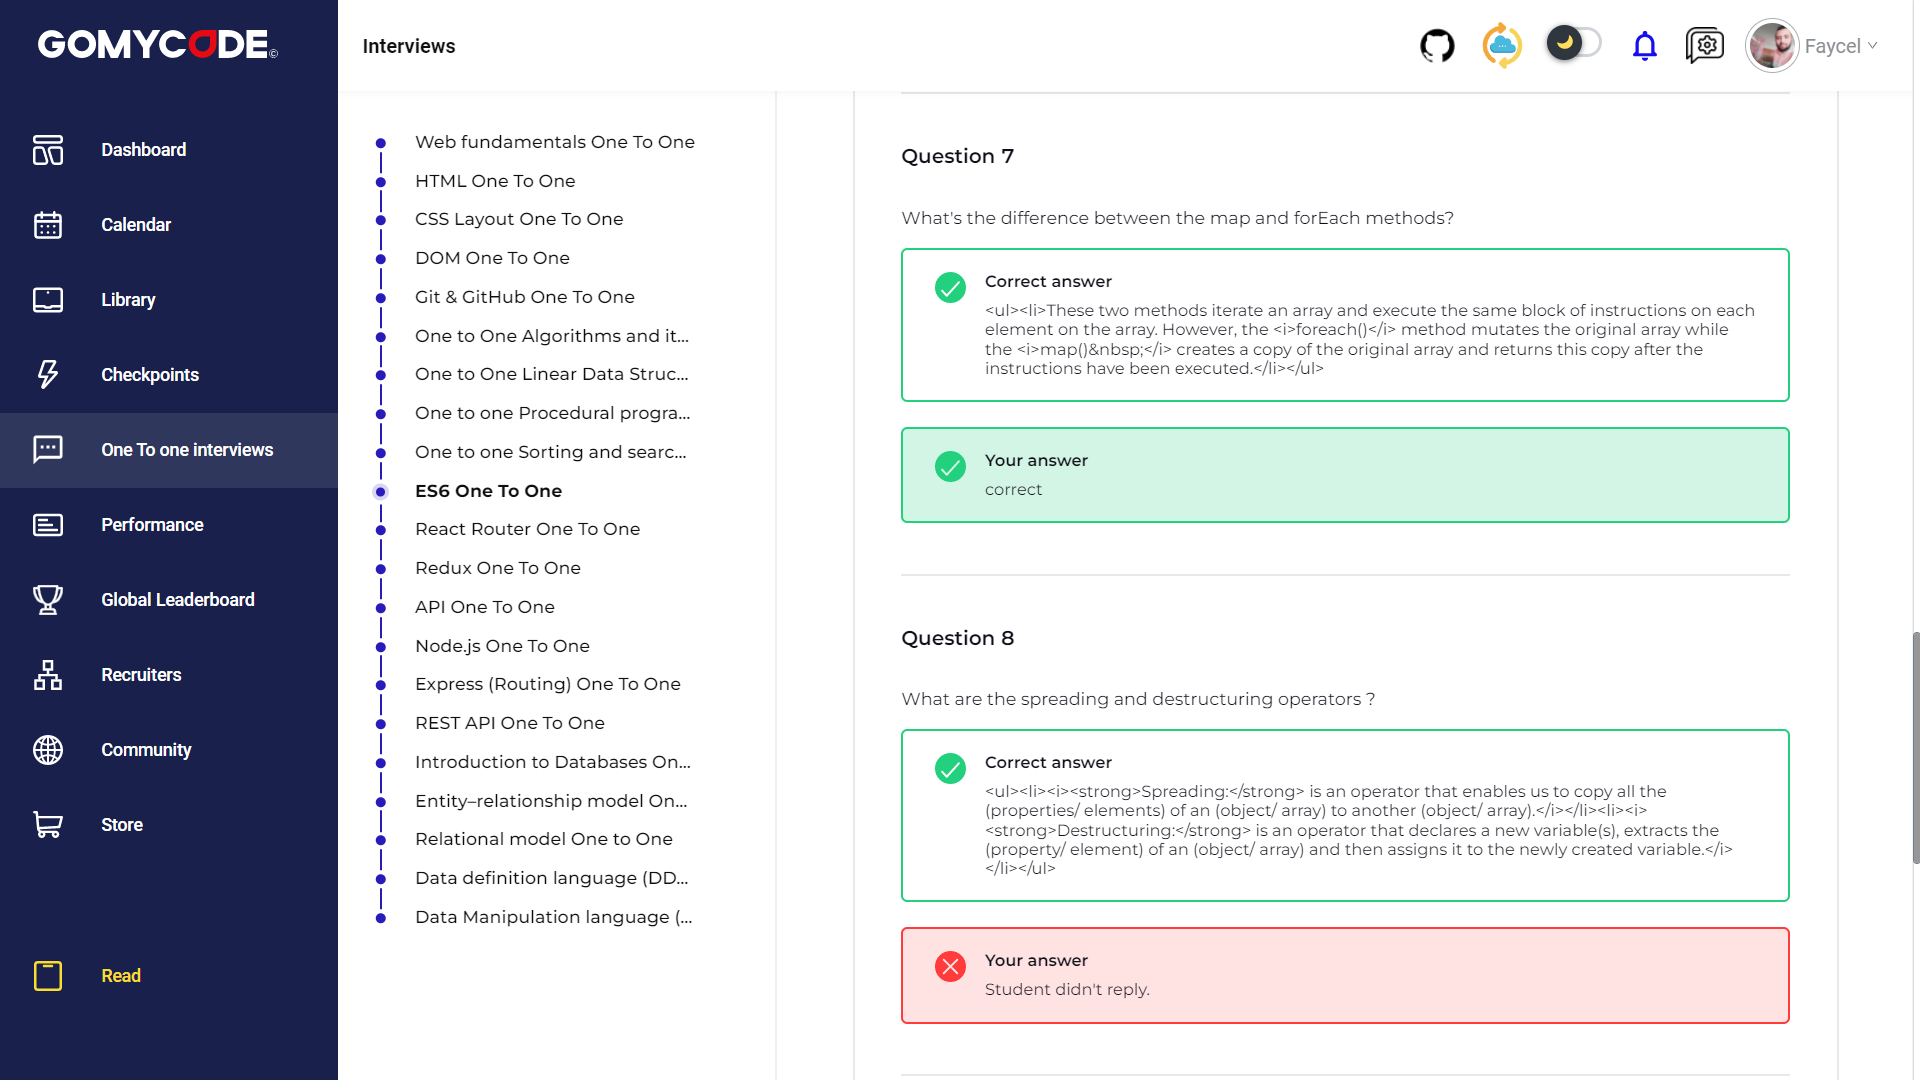 GOMYCODE©
Interviews
Faycel
Dashboard
Calendar
Library
Checkpoints
One To one interviews
Performance
Global Leaderboard
Recruiters
Community
Store
Read
Web fundamentals One To One
HTML One To One
CSS Layout One To One
DOM One To One
Git & GitHub One To One
One to One Algorithms and it...
One to One Linear Data Struc...
One to one Procedural progra...
One to one Sorting and searc...
ES6 One To One
React Router One To One
Redux One To One
API One To One
Node.js One To One
Express (Routing) One To One
REST API One To One
Introduction to Databases On...
Entity–relationship model On...
Relational model One to One
Data definition language (DD...
Data Manipulation language (...
Question 7
What's the difference between the map and forEach methods?
Correct answer
<ul><li>These two methods iterate an array and execute the same block of instructions on each
element on the array. However, the <i>foreach()</i> method mutates the original array while
the <i>map()&nbsp;</i> creates a copy of the original array and returns this copy after the
instructions have been executed.</li></ul>
Your answer
correct
Question 8
What are the spreading and destructuring operators ?
Correct answer
<ul><li><i><strong>Spreading:</strong> is an operator that enables us to copy all the
(properties/ elements) of an (object/ array) to another (object/ array).</i></li><li><i>
<strong>Destructuring:</strong> is an operator that declares a new variable(s), extracts the
(property/ element) of an (object/ array) and then assigns it to the newly created variable.</i>
</li></ul>
Your answer
Student didn't reply.